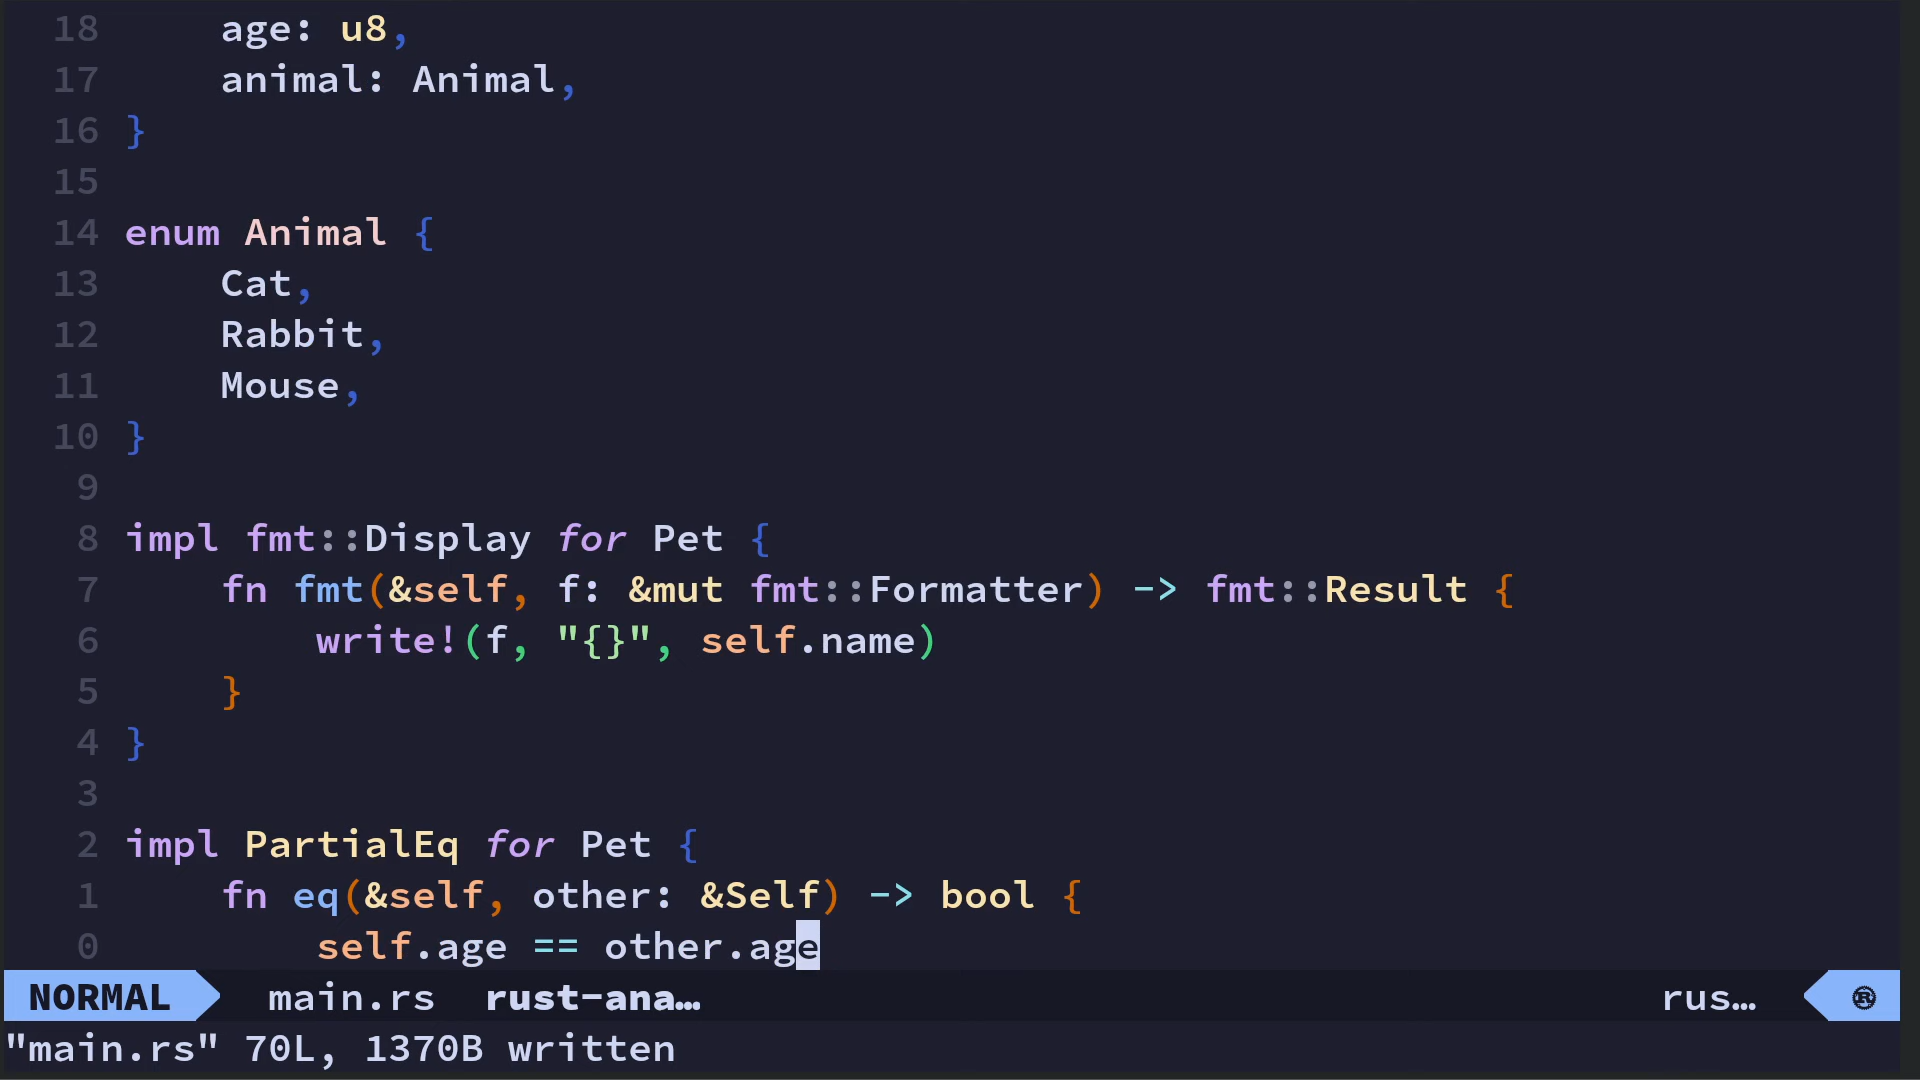 18     age: u8,
17     animal: Animal,
16 }
15
14 enum Animal {
13     Cat,
12     Rabbit,
11     Mouse,
10 }
9
8 impl fmt::Display for Pet {
7     fn fmt(&self, f: &mut fmt::Formatter) -> fmt::Result {
6         write!(f, "{}", self.name)
5     }
4 }
3
2 impl PartialEq for Pet {
1     fn eq(&self, other: &Self) -> bool {
0         self.age == other.age
NORMAL main.rs rust-ana… rus…
"main.rs" 70L, 1370B written